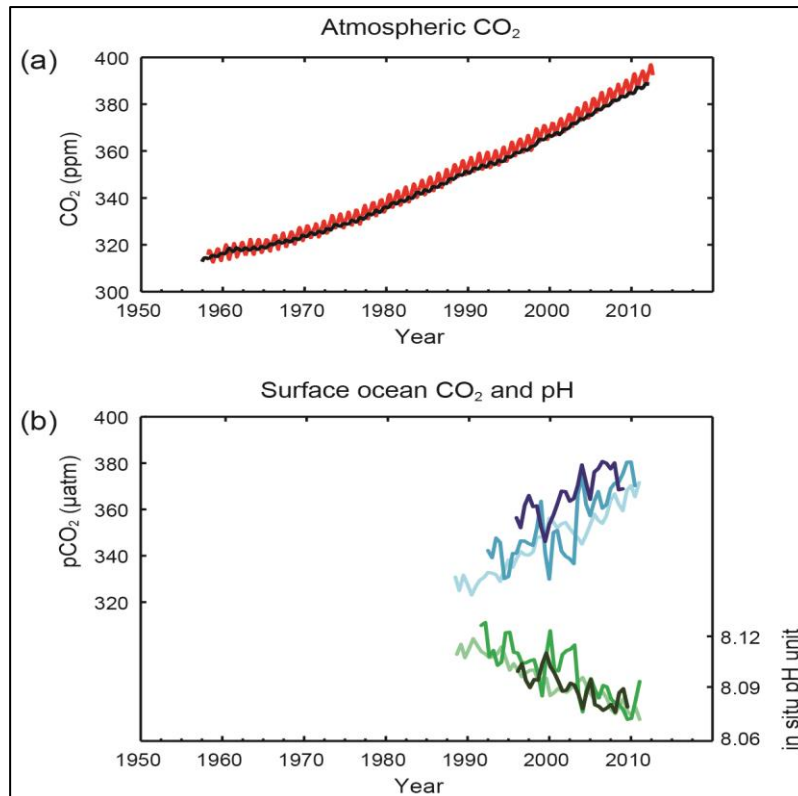 Atmospheric CO₂
(a)
CO₂ (ppm)
400
380
360
340
320
300
1950 1960 1970 1980 1990 2000 2010
Year
Surface ocean CO₂ and pH
(b)
pCO₂ (µatm)
400
380
360
340
320
8.12
8.09
8.06
in situ pH unit
1950 1960 1970 1980 1990 2000 2010
Year